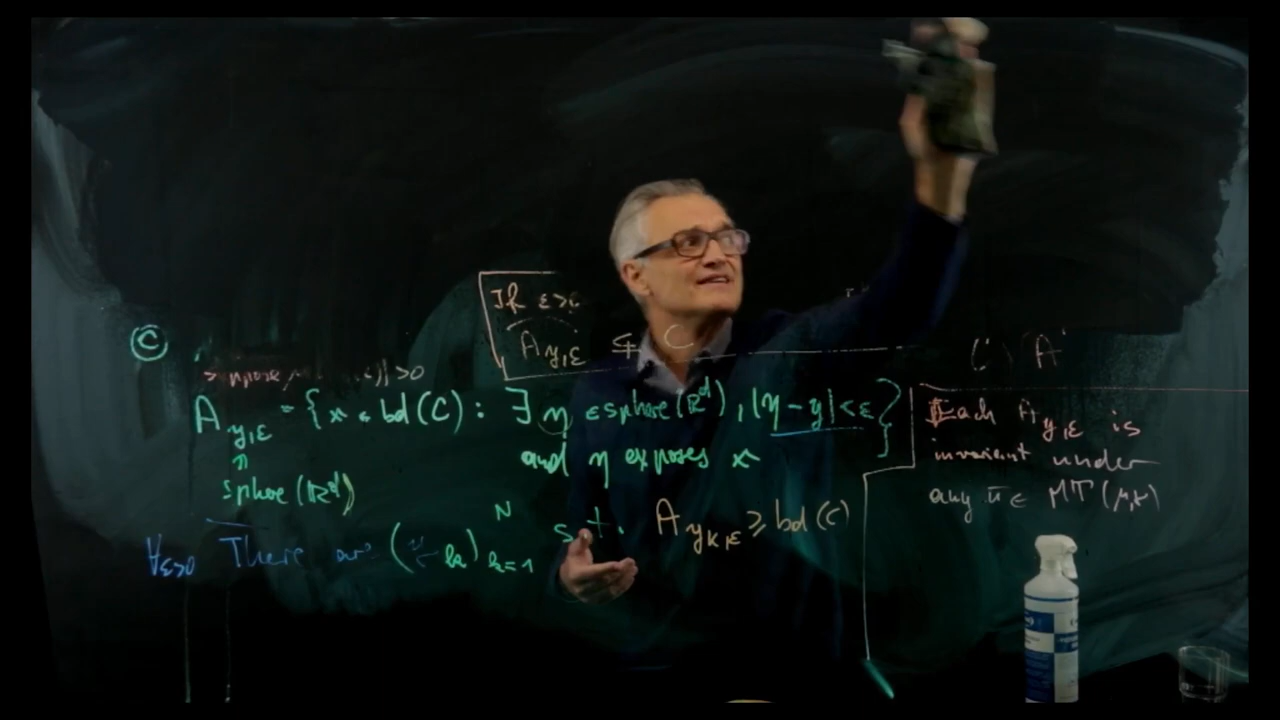 If ε>0
A_{y,ε} ⊊ C
©
>0
A_{y,ε} = { x ∈ bd(C) : ∃ η ∈ sphere(ℝ^d), |η - y| < ε }
and η exposes x
sphere(ℝ^d)
∀ε>0 There are ( k)_{k=1}^N s.t. A_{y_k,ε} ⊇ bd(C)
A
Each A_{y,ε} is
invariant under
any π ∈ MT(μ,ν)